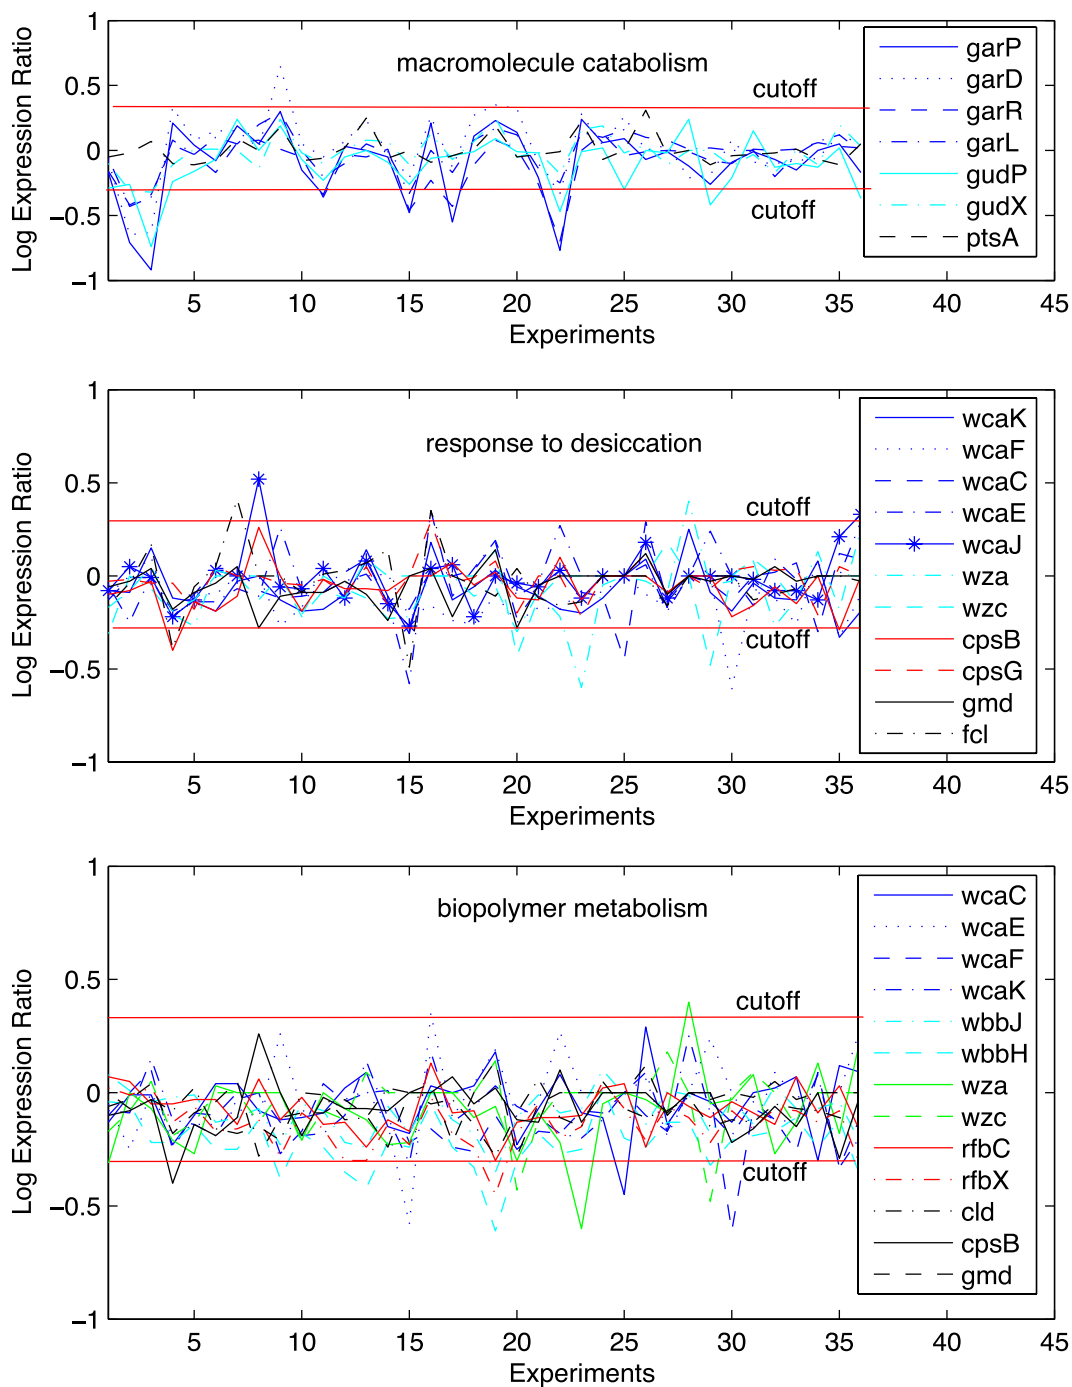 1
0.5
0
−0.5
−1
Log Expression Ratio
macromolecule catabolism
cutoff
cutoff
garP
garD
garR
garL
gudP
gudX
ptsA
5 10 15 20 25 30 35 40 45
Experiments
1
0.5
0
−0.5
−1
Log Expression Ratio
response to desiccation
cutoff
cutoff
wcaK
wcaF
wcaC
wcaE
wcaJ
wza
wzc
cpsB
cpsG
gmd
fcl
5 10 15 20 25 30 35 40 45
Experiments
1
0.5
0
−0.5
−1
Log Expression Ratio
biopolymer metabolism
cutoff
cutoff
wcaC
wcaE
wcaF
wcaK
wbbJ
wbbH
wza
wzc
rfbC
rfbX
cld
cpsB
gmd
5 10 15 20 25 30 35 40 45
Experiments